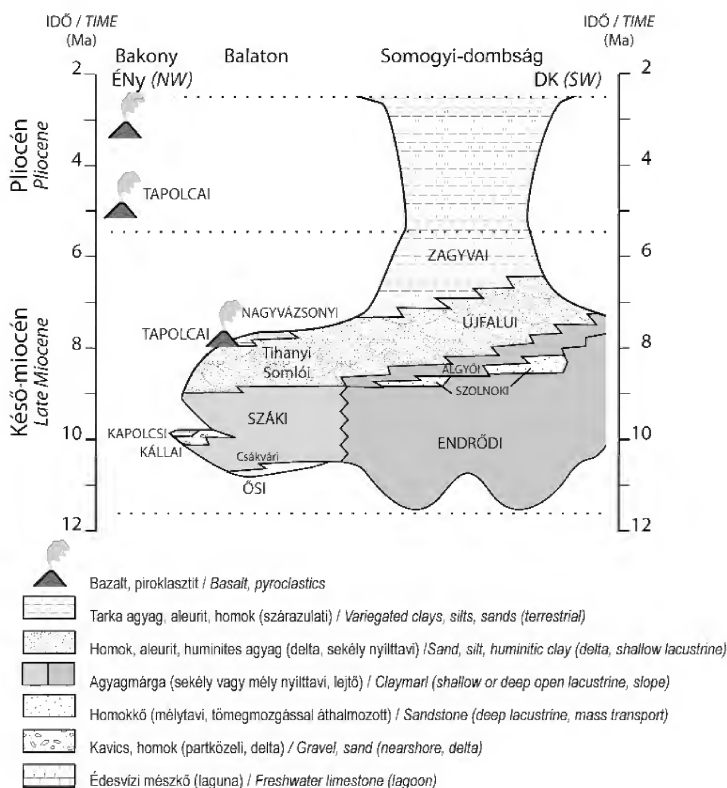 IDŐ / TIME
(Ma)
IDŐ / TIME
(Ma)
Bakony
ÉNy (NW)
Balaton
Somogyi-dombság
DK (SW)
2
4
6
8
10
12
2
4
6
8
10
12
Pliocén
Pliocene
Késő-miocén
Late Miocene
TAPOLCAI
ZAGYVAI
NAGYVÁZSONYI
TAPOLCAI
ÚJFALUI
Tihanyi
Somlói
ALGYŐI
SZOLNOKI
SZÁKI
KAPOLCSI
KÁLLAI
ENDRŐDI
Csákvári
ŐSI
Bazalt, piroklasztit / Basalt, pyroclastics
Tarka agyag, aleurit, homok (szárazulati) / Variegated clays, silts, sands (terrestrial)
Homok, aleurit, huminites agyag (delta, sekély nyílttavi) /Sand, silt, huminitic clay (delta, shallow lacustrine)
Agyagmárga (sekély vagy mély nyílttavi, lejtő) / Claymarl (shallow or deep open lacustrine, slope)
Homokkő (mélytavi, tömegmozgással áthalmozott) / Sandstone (deep lacustrine, mass transport)
Kavics, homok (partközeli, delta) / Gravel, sand (nearshore, delta)
Édesvízi mészkő (laguna) / Freshwater limestone (lagoon)